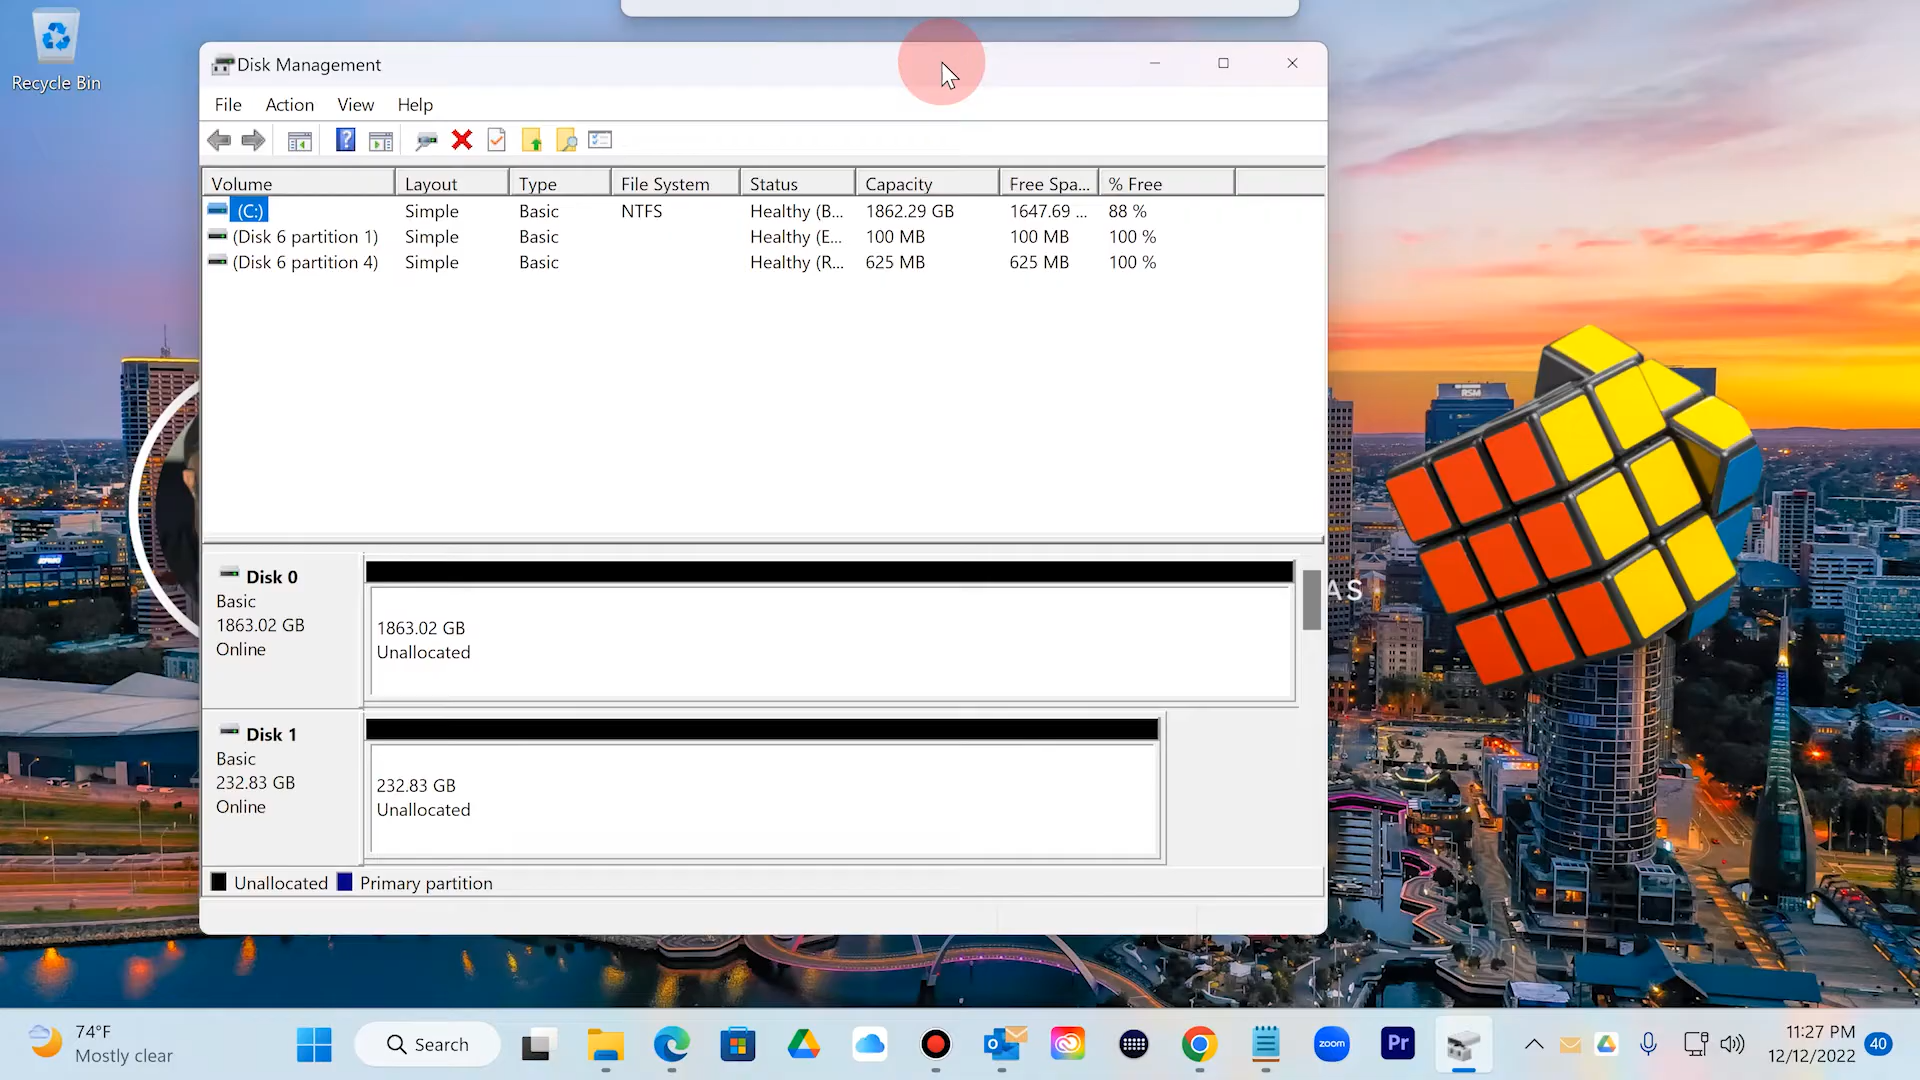 Recycle Bin
Disk Management
File Action View Help
Volume Layout Type File System Status Capacity Free Spa... % Free
(C:) Simple Basic NTFS Healthy (B... 1862.29 GB 1647.69 ... 88 %
(Disk 6 partition 1) Simple Basic Healthy (E... 100 MB 100 MB 100 %
(Disk 6 partition 4) Simple Basic Healthy (R... 625 MB 625 MB 100 %
RSM
Disk 0
Basic
1863.02 GB
Online
1863.02 GB
Unallocated
AS
Disk 1
Basic
232.83 GB
Online
232.83 GB
Unallocated
Unallocated Primary partition
74°F
Mostly clear
Search
zoom
Pr
11:27 PM
12/12/2022
40